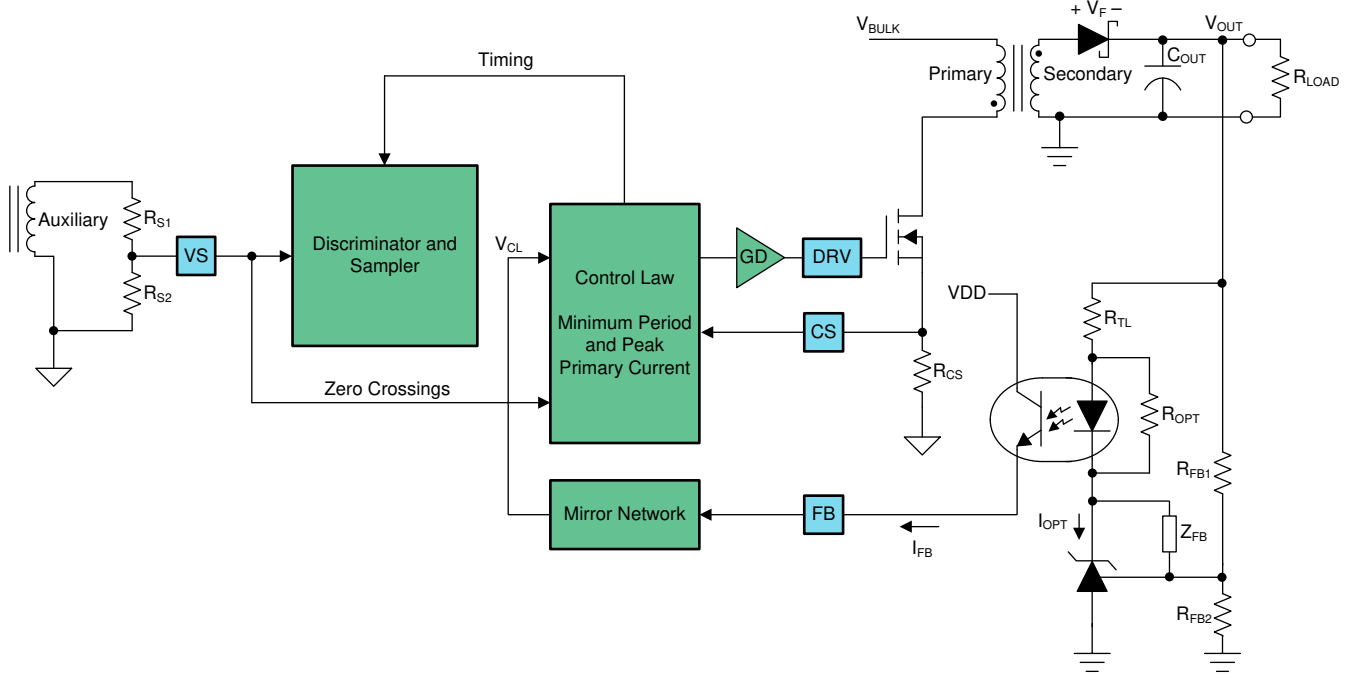 + V_F −
V_BULK
V_OUT
Timing
C_OUT
Primary
Secondary
R_LOAD
Auxiliary
R_S1
Discriminator and
Sampler
V_CL
VS
GD
DRV
Control Law
R_S2
VDD
R_TL
Minimum Period
and Peak
Primary Current
CS
R_CS
Zero Crossings
R_OPT
R_FB1
Mirror Network
FB
I_OPT
Z_FB
I_FB
R_FB2